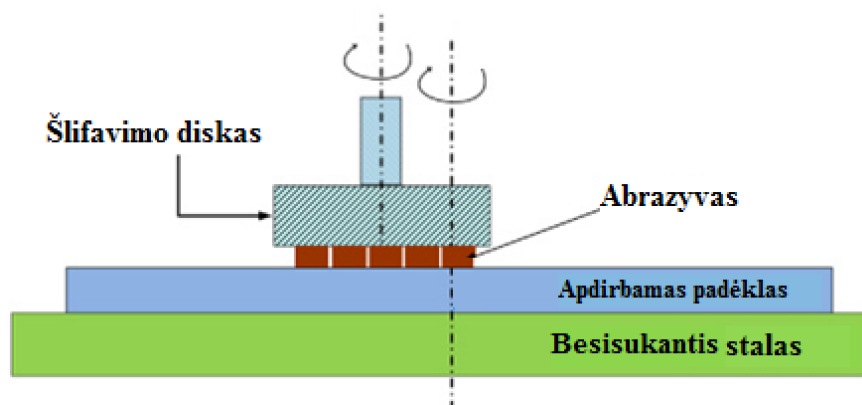 Šlifavimo diskas
Abrazyvas
Apdirbamas padėklas
Besisukantis stalas